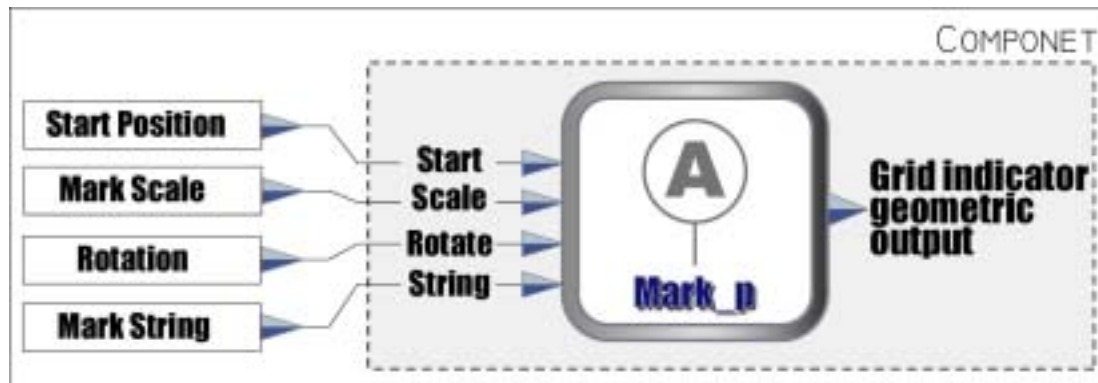 COMPONET
Start Position
Mark Scale
Rotation
Mark String
Start
Scale
Rotate
String
A
Mark_p
Grid indicator
geometric
output